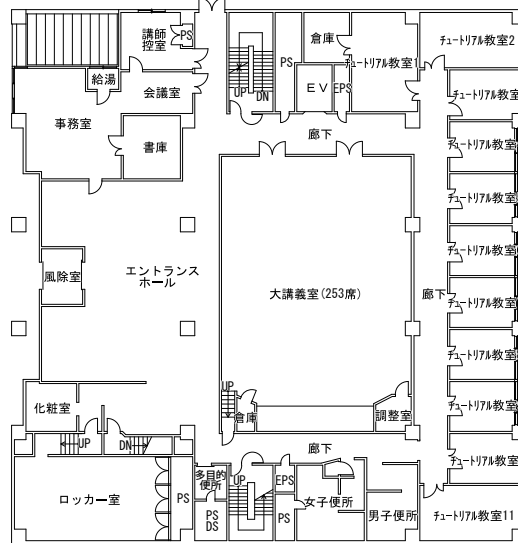 講師
控室
PS
倉庫
チュートリアル教室1
チュートリアル教室2
PS
給湯
会議室
UP
DN
EV
EPS
チュートリアル教室
事務室
書庫
廊下
チュートリアル教室
チュートリアル教室
風除室
エントランス
ホール
大講義室(253席)
廊下
チュートリアル教室
チュートリアル教室
チュートリアル教室
チュートリアル教室
UP
化粧室
倉庫
調整室
UP
DN
廊下
チュートリアル教室
多目的
便所
UP
EPS
ロッカー室
PS
PS
DS
PS
女子便所
男子便所
チュートリアル教室11